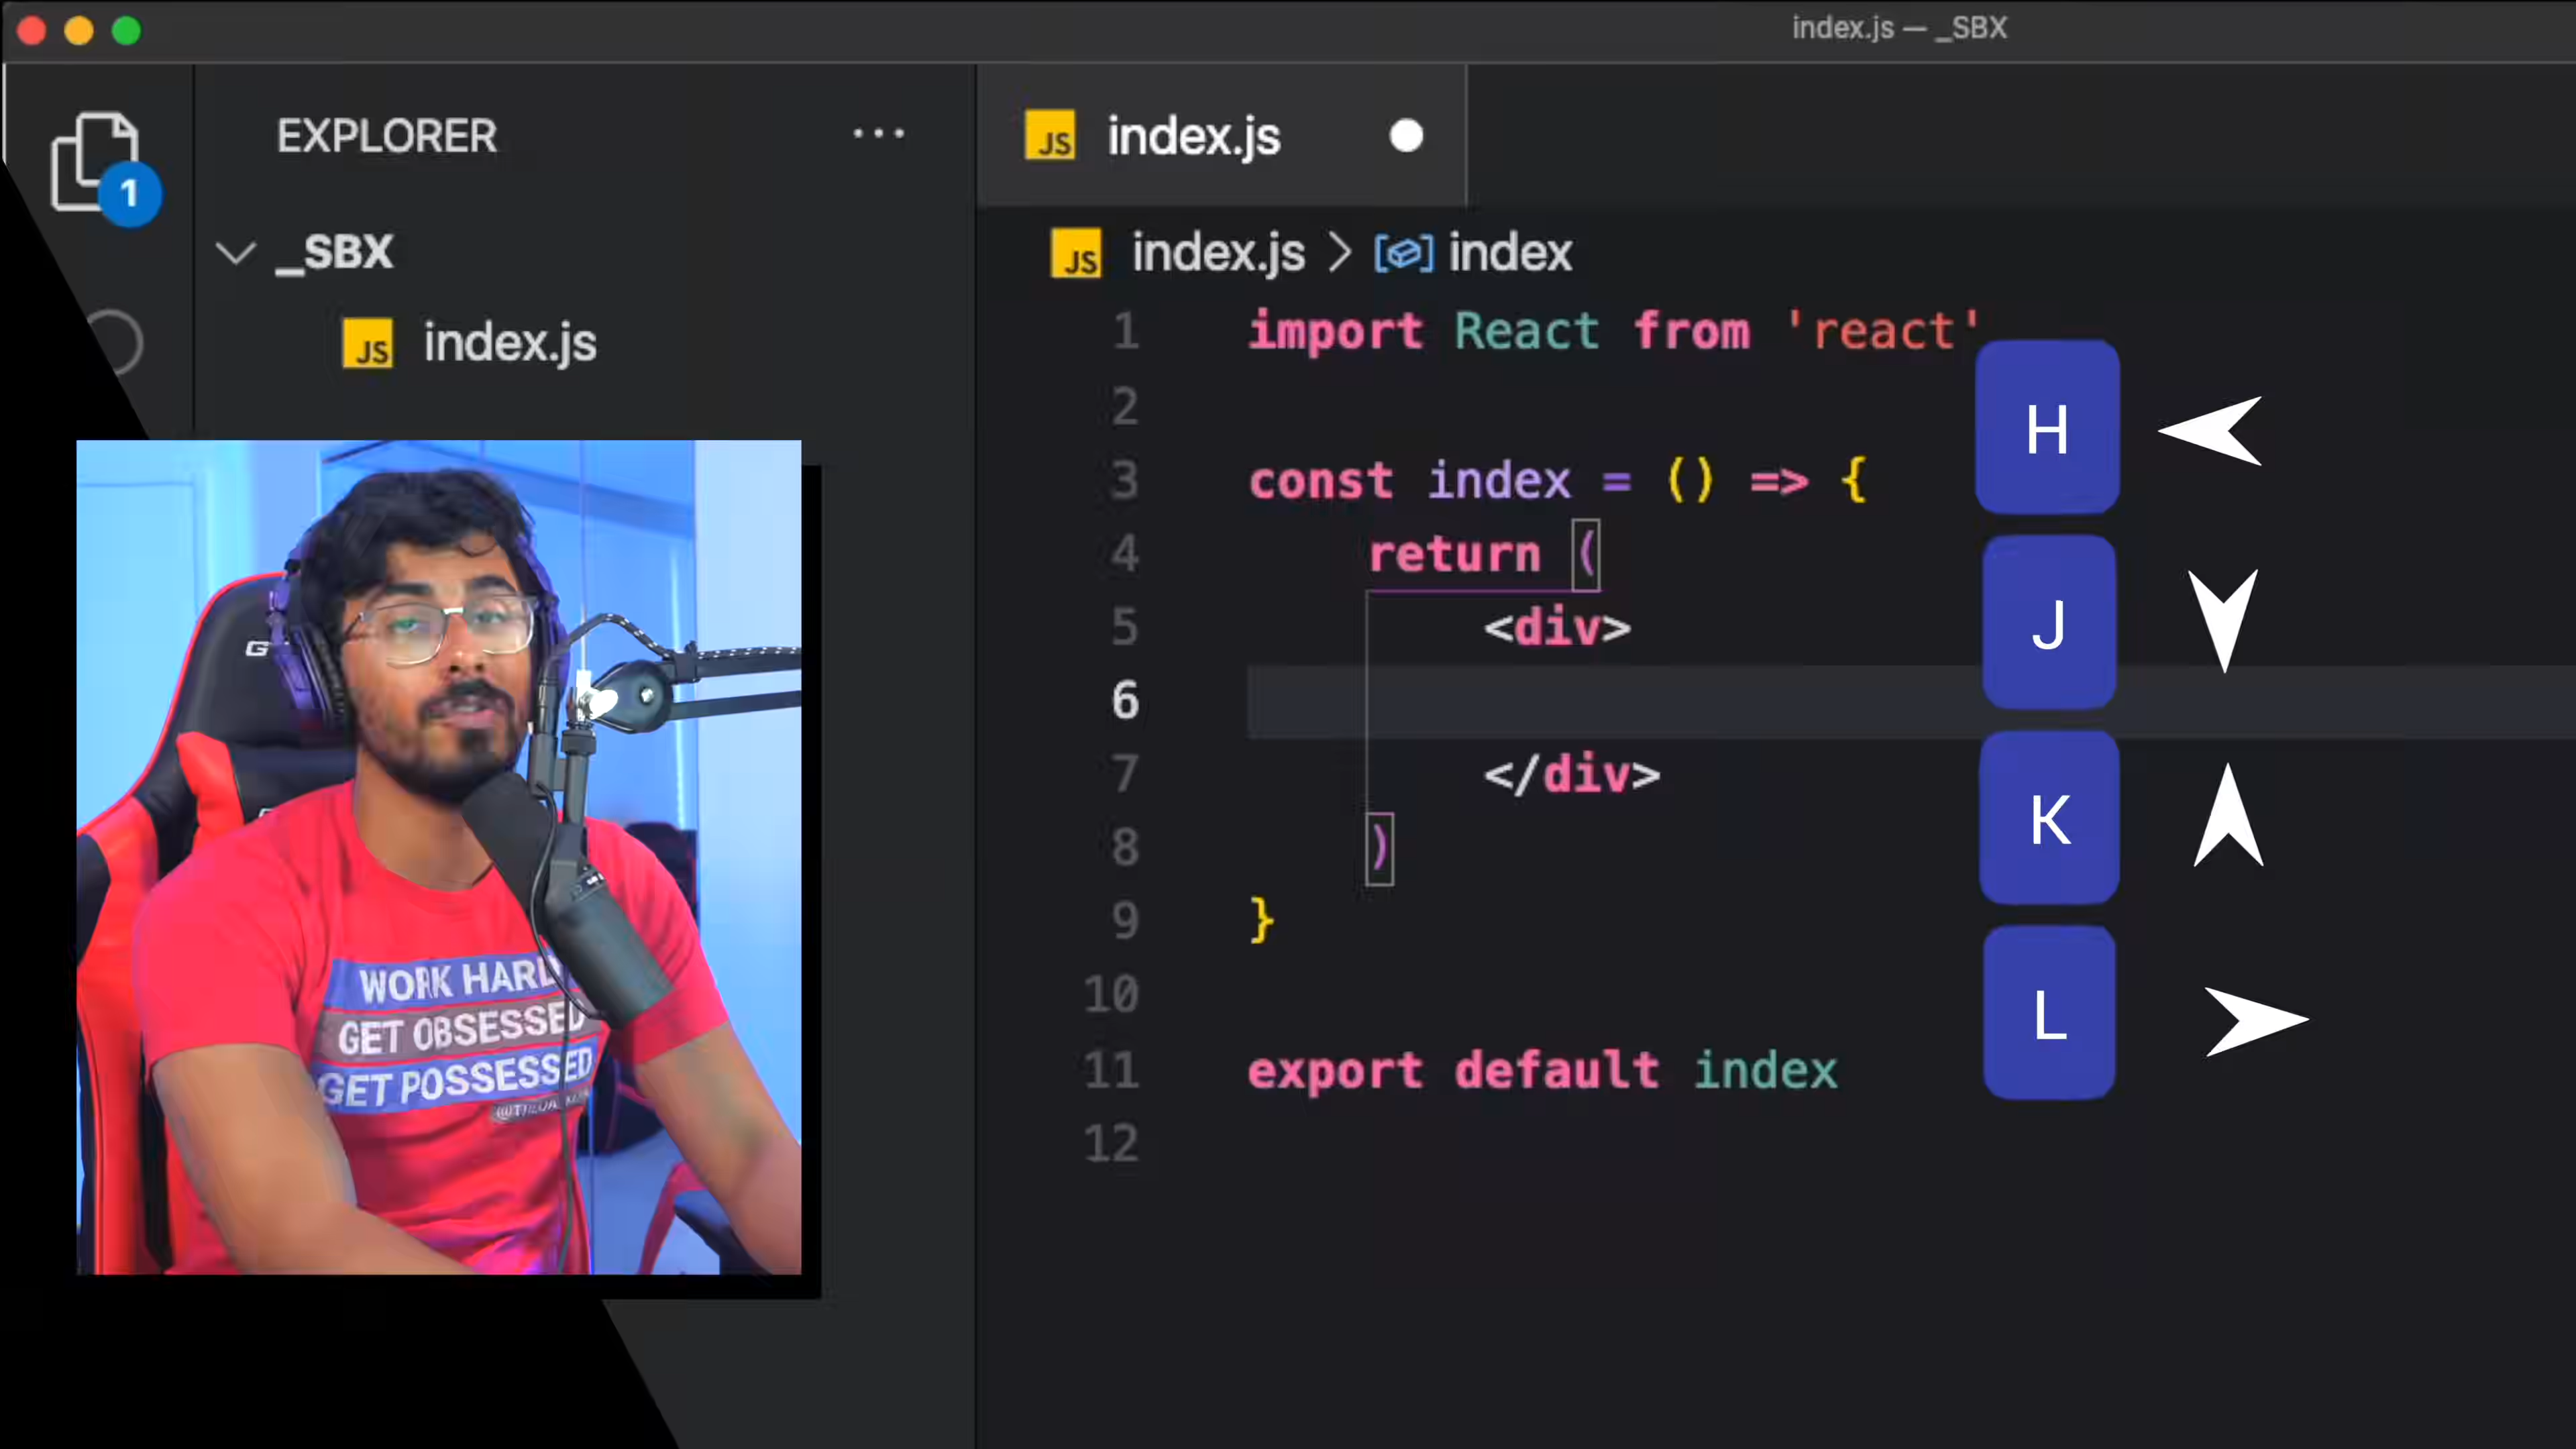 index.js — _SBX
EXPLORER ...
1
_SBX
JS index.js
JS index.js
JS index.js > index
1 import React from 'react'
2
3 const index = () => {
4 return (
5 <div>
6
7 </div>
8 )
9 }
10
11 export default index
12
H
J
K
L
WORK HARD
GET OBSESSED
GET POSSESSED